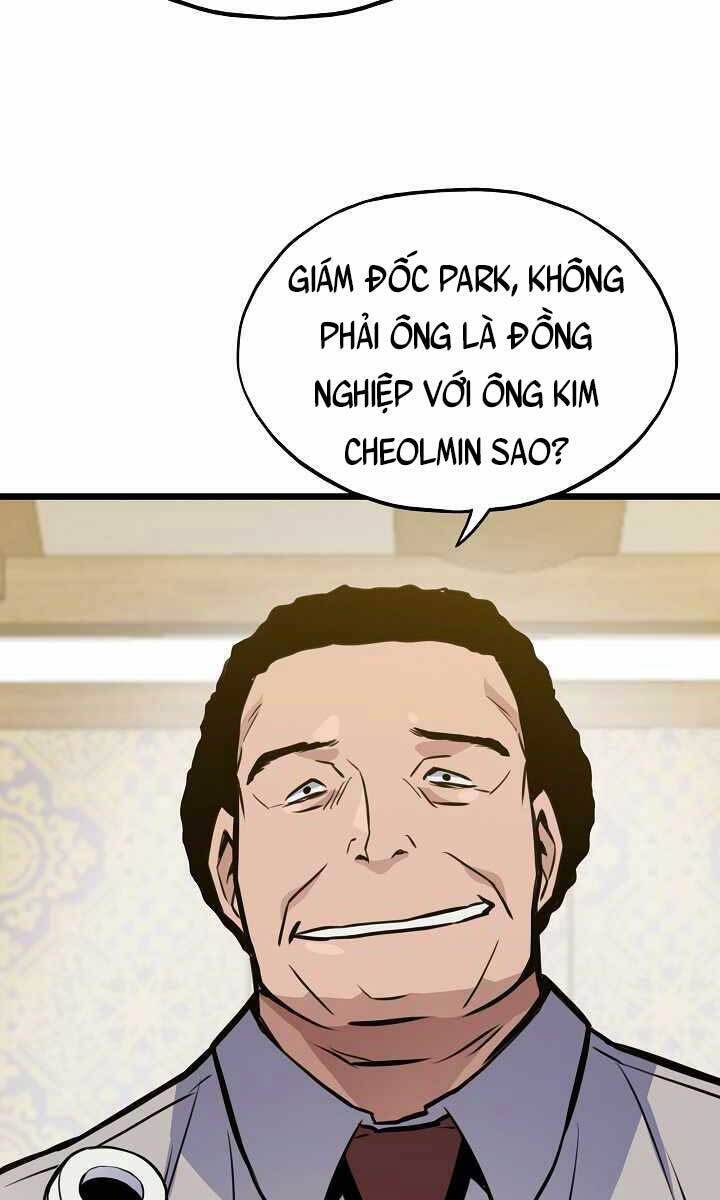 GIÁM ĐỐC PARK, KHÔNG
PHẢI ÔNG LÀ ĐỒNG
NGHIỆP VỚI ÔNG KIM
CHEOLMIN SAO?